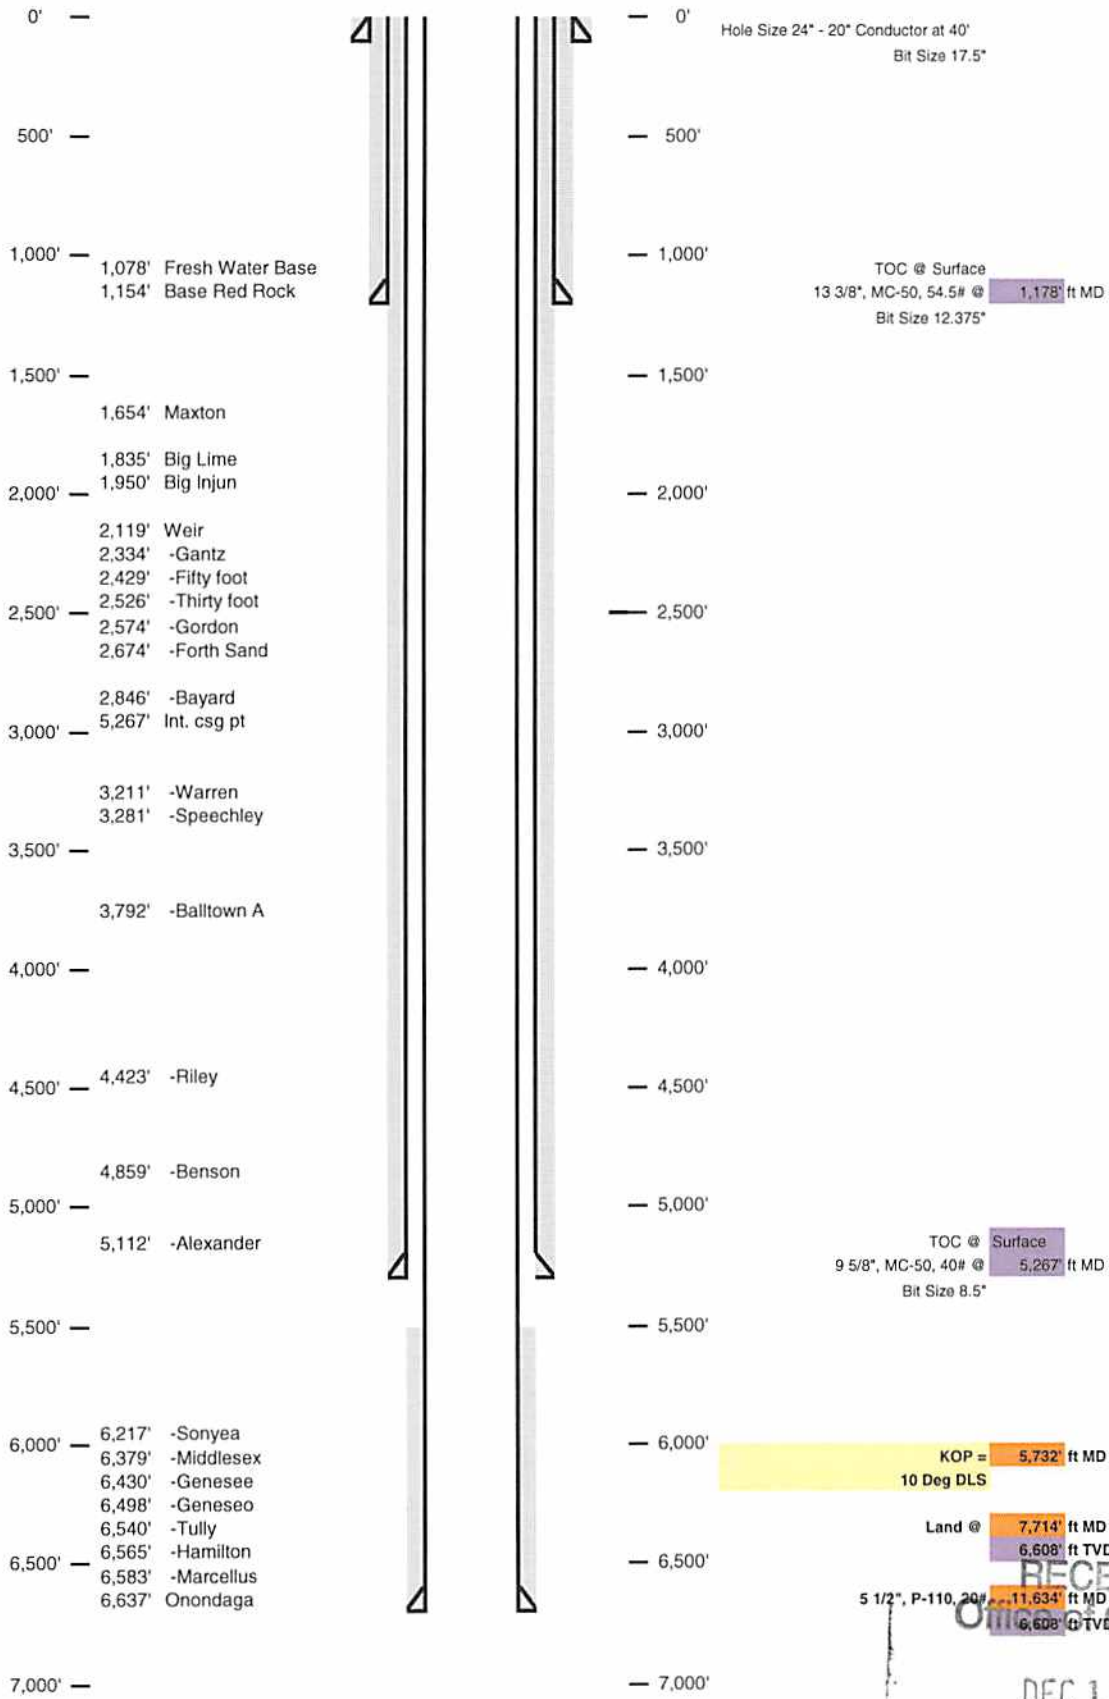 0' 0'
Hole Size 24" - 20" Conductor at 40'
Bit Size 17.5"
500' 500'
1,000' 1,000'
1,078' Fresh Water Base TOC @ Surface
1,154' Base Red Rock 13 3/8", MC-50, 54.5# @ 1,178' ft MD
Bit Size 12.375"
1,500' 1,500'
1,654' Maxton
1,835' Big Lime
1,950' Big Injun
2,000' 2,000'
2,119' Weir
2,334' -Gantz
2,429' -Fifty foot
2,526' -Thirty foot
2,500' 2,500'
2,574' -Gordon
2,674' -Forth Sand
2,846' -Bayard
5,267' Int. csg pt
3,000' 3,000'
3,211' -Warren
3,281' -Speechley
3,500' 3,500'
3,792' -Balltown A
4,000' 4,000'
4,423' -Riley
4,500' 4,500'
4,859' -Benson
5,000' 5,000'
5,112' -Alexander TOC @ Surface
9 5/8", MC-50, 40# @ 5,267' ft MD
Bit Size 8.5"
5,500' 5,500'
6,217' -Sonyea
6,000' 6,000'
6,379' -Middlesex KOP = 5,732' ft MD
6,430' -Genesee 10 Deg DLS
6,498' -Geneseo
6,540' -Tully Land @ 7,714' ft MD
6,565' -Hamilton 6,608' ft TVD
6,500' 6,500'
6,583' -Marcellus
RECE
6,637' Onondaga 5 1/2", P-110, 20# 11,634' ft MD
Office of
6,608' ft TVD
7,000' 7,000'
DEC 1